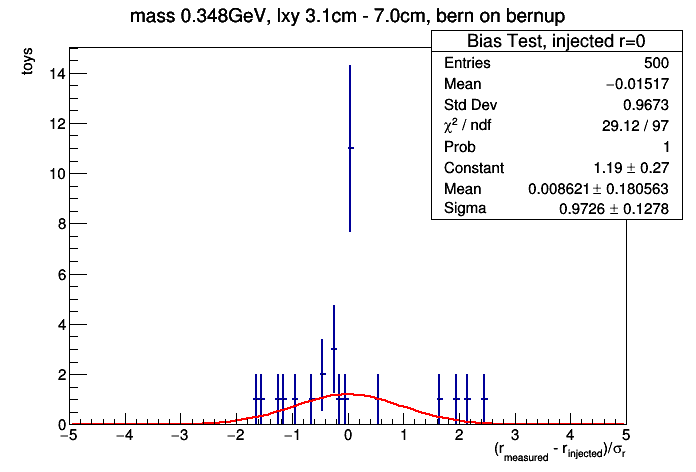 mass 0.348GeV, lxy 3.1cm - 7.0cm, bern on bernup
toys
Bias Test, injected r=0
Entries 500
Mean −0.01517
Std Dev 0.9673
χ² / ndf 29.12 / 97
Prob 1
Constant 1.19 ± 0.27
Mean 0.008621 ± 0.180563
Sigma 0.9726 ± 0.1278
14
12
10
8
6
4
2
0
−5 −4 −3 −2 −1 0 1 2 3 4 5
(r_measured - r_injected)/σ_r